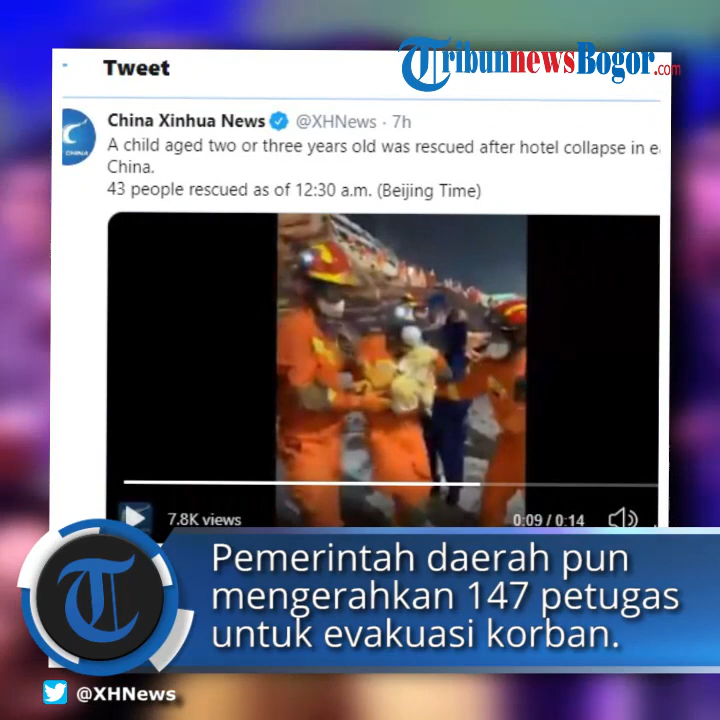 Tweet
TribunnewsBogor.com
China Xinhua News @XHNews · 7h
A child aged two or three years old was rescued after hotel collapse in ea
China.
43 people rescued as of 12:30 a.m. (Beijing Time)
CHINA
7.8K views
0:09 / 0:14
Pemerintah daerah pun
mengerahkan 147 petugas
untuk evakuasi korban.
@XHNews